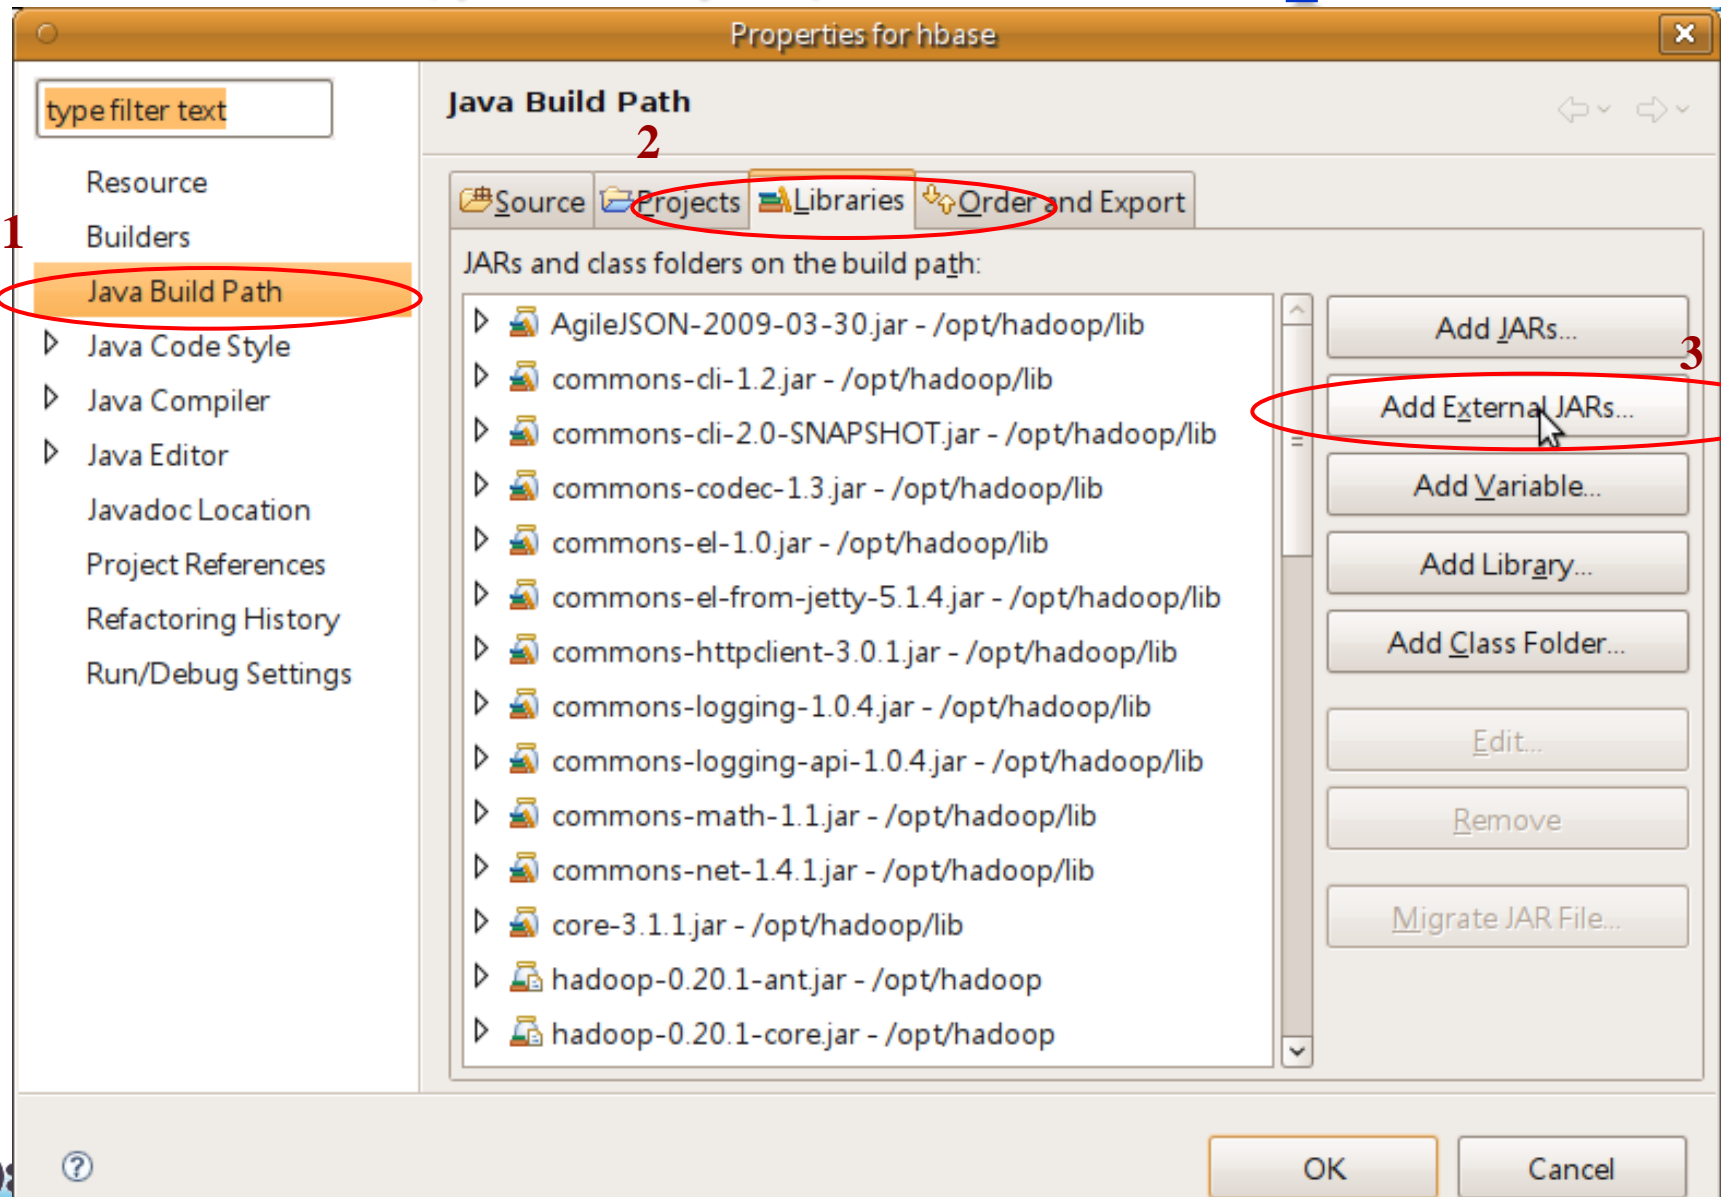 Properties for hbase
type filter text
Resource
Builders
1
Java Build Path
Java Code Style
Java Compiler
Java Editor
Javadoc Location
Project References
Refactoring History
Run/Debug Settings
Java Build Path
2
Source Projects Libraries Order and Export
JARs and class folders on the build path:
AgileJSON-2009-03-30.jar - /opt/hadoop/lib
commons-cli-1.2.jar - /opt/hadoop/lib
commons-cli-2.0-SNAPSHOT.jar - /opt/hadoop/lib
commons-codec-1.3.jar - /opt/hadoop/lib
commons-el-1.0.jar - /opt/hadoop/lib
commons-el-from-jetty-5.1.4.jar - /opt/hadoop/lib
commons-httpclient-3.0.1.jar - /opt/hadoop/lib
commons-logging-1.0.4.jar - /opt/hadoop/lib
commons-logging-api-1.0.4.jar - /opt/hadoop/lib
commons-math-1.1.jar - /opt/hadoop/lib
commons-net-1.4.1.jar - /opt/hadoop/lib
core-3.1.1.jar - /opt/hadoop/lib
hadoop-0.20.1-ant.jar - /opt/hadoop
hadoop-0.20.1-core.jar - /opt/hadoop
Add JARs...
3
Add External JARs...
Add Variable...
Add Library...
Add Class Folder...
Edit...
Remove
Migrate JAR File...
OK Cancel